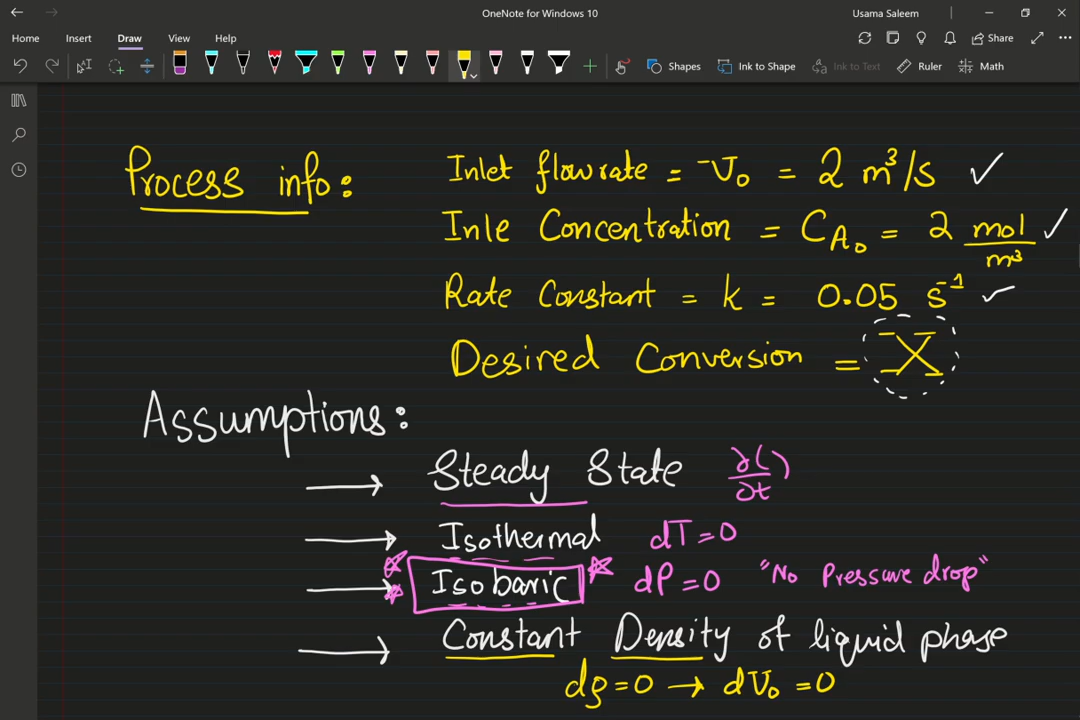 OneNote for Windows 10
Usama Saleem
Home Insert Draw View Help
Share
Shapes Ink to Shape Ink to Text Ruler Math
Process info:
Inlet flowrate = v₀ = 2 m³/s ✓
Inle Concentration = C_A₀ = 2 mol/m³ ✓
Rate Constant = k = 0.05 s⁻¹ ✓
Desired Conversion = X
Assumptions:
→ Steady State ∂( )/∂t
→ Isothermal dT = 0
→ Isobaric dP = 0 "No Pressure drop"
→ Constant Density of liquid phase
dρ = 0 → dV₀ = 0